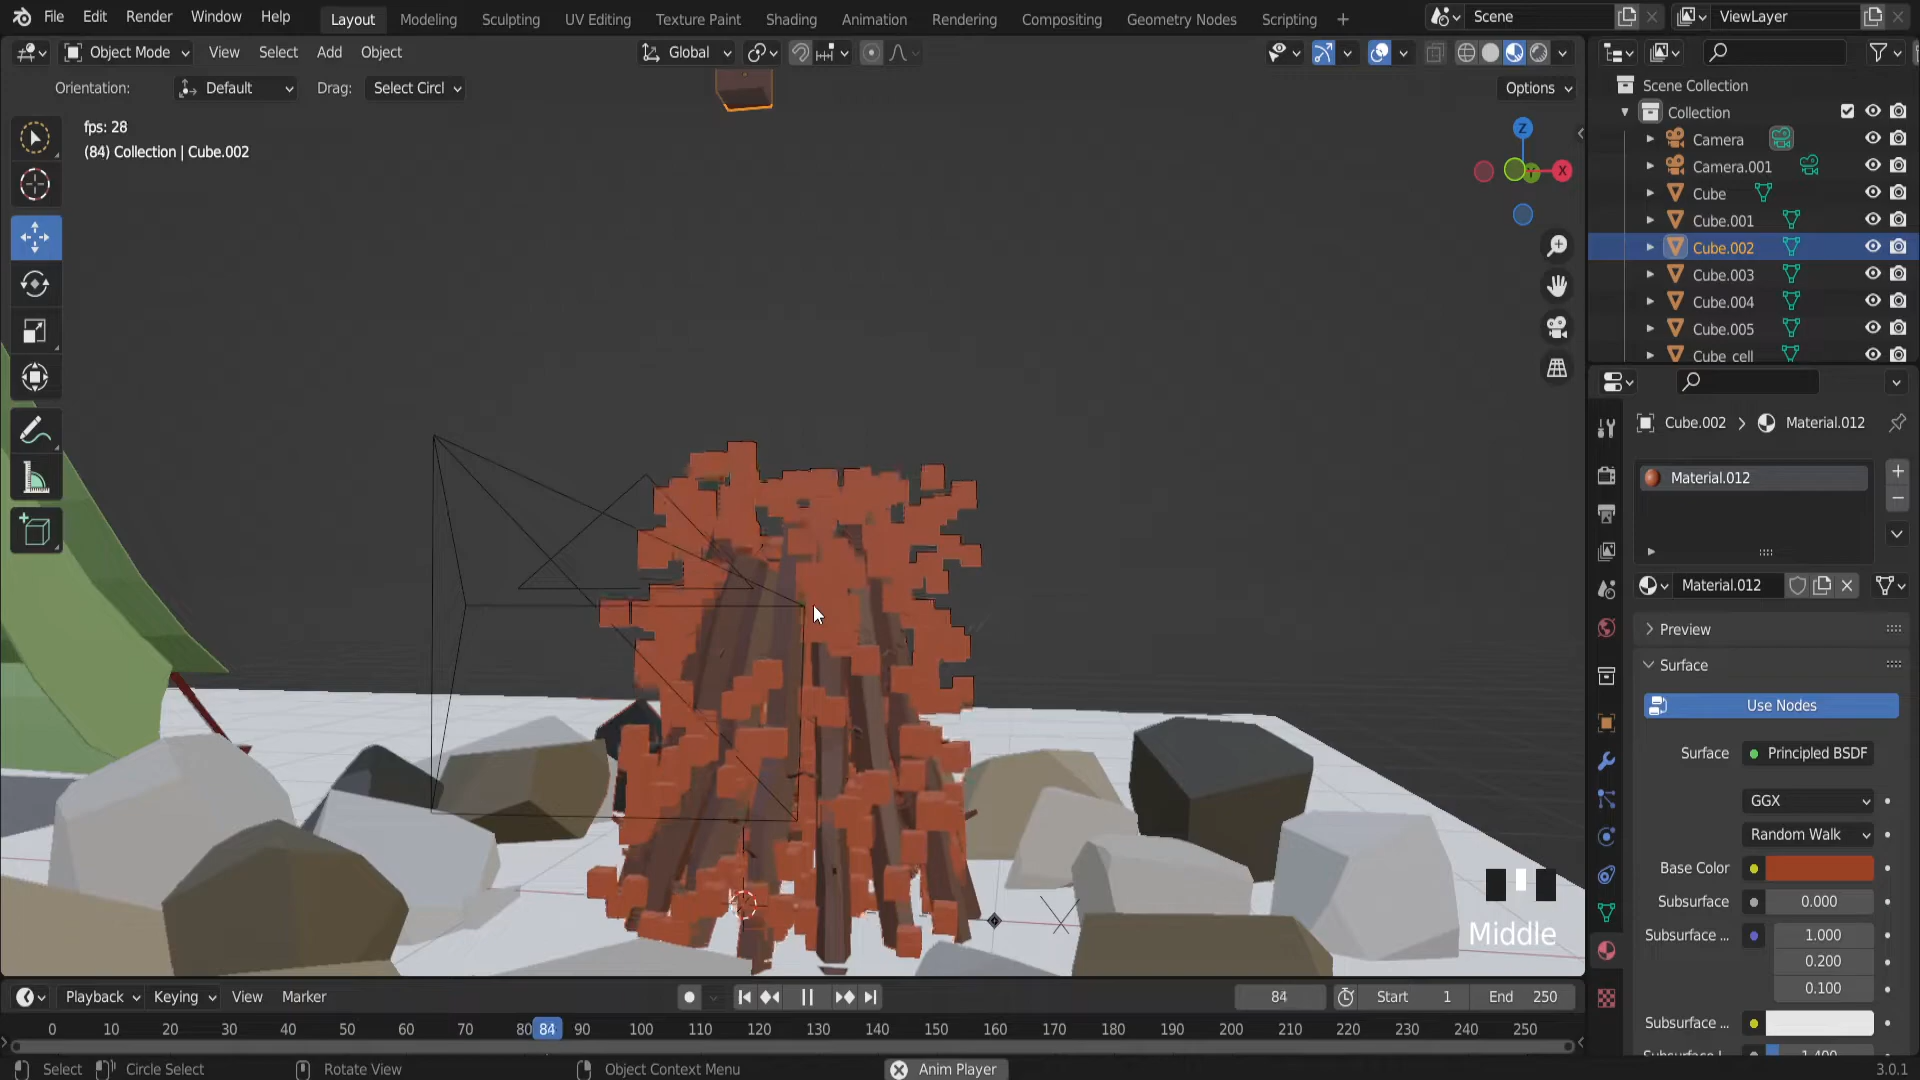 File Edit Render Window Help Layout Modeling Sculpting UV Editing Texture Paint Shading Animation Rendering Compositing Geometry Nodes Scripting + Scene ViewLayer
Object Mode View Select Add Object Global
Orientation: Default Drag: Select Circl Options
fps: 28
(84) Collection | Cube.002
Z
X
Y
Scene Collection
Collection
Camera
Camera.001
Cube
Cube.001
Cube.002
Cube.003
Cube.004
Cube.005
Cube cell
Cube.002 > Material.012
Material.012
Material.012
Preview
Surface
Use Nodes
Surface Principled BSDF
GGX
Random Walk
Base Color
Subsurface 0.000
Subsurface ... 1.000
0.200
0.100
Subsurface ...
Middle
Playback Keying View Marker 84 Start 1 End 250
0 10 20 30 40 50 60 70 80 84 90 100 110 120 130 140 150 160 170 180 190 200 210 220 230 240 250
Select Circle Select Rotate View Object Context Menu Anim Player 3.0.1